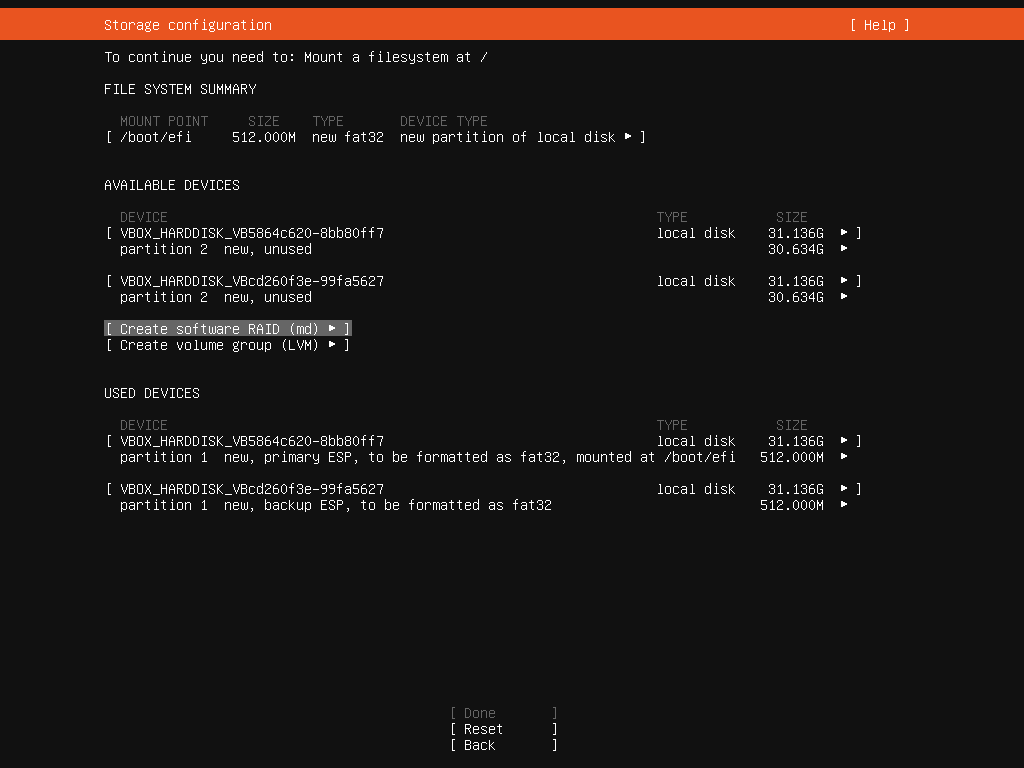 Storage configuration [ Help ]
To continue you need to: Mount a filesystem at /
FILE SYSTEM SUMMARY
MOUNT POINT SIZE TYPE DEVICE TYPE
[ /boot/efi 512.000M new fat32 new partition of local disk ▸ ]
AVAILABLE DEVICES
DEVICE TYPE SIZE
[ VBOX_HARDDISK_VB5864c620-8bb80ff7 local disk 31.136G ▸ ]
partition 2 new, unused 30.634G ▸
[ VBOX_HARDDISK_VBcd260f3e-99fa5627 local disk 31.136G ▸ ]
partition 2 new, unused 30.634G ▸
[ Create software RAID (md) ▸ ]
[ Create volume group (LVM) ▸ ]
USED DEVICES
DEVICE TYPE SIZE
[ VBOX_HARDDISK_VB5864c620-8bb80ff7 local disk 31.136G ▸ ]
partition 1 new, primary ESP, to be formatted as fat32, mounted at /boot/efi 512.000M ▸
[ VBOX_HARDDISK_VBcd260f3e-99fa5627 local disk 31.136G ▸ ]
partition 1 new, backup ESP, to be formatted as fat32 512.000M ▸
[ Done ]
[ Reset ]
[ Back ]